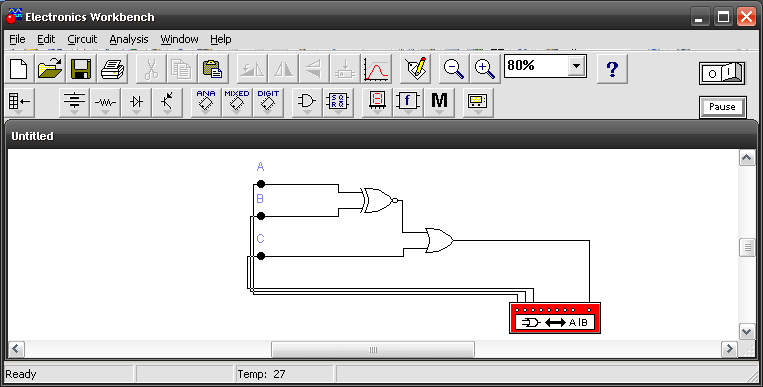 Electronics Workbench
File Edit Circuit Analysis Window Help
80% ?
O I
ANA MIXED DIGIT f M
Pause
Untitled
A
B
C
A|B
Ready Temp: 27